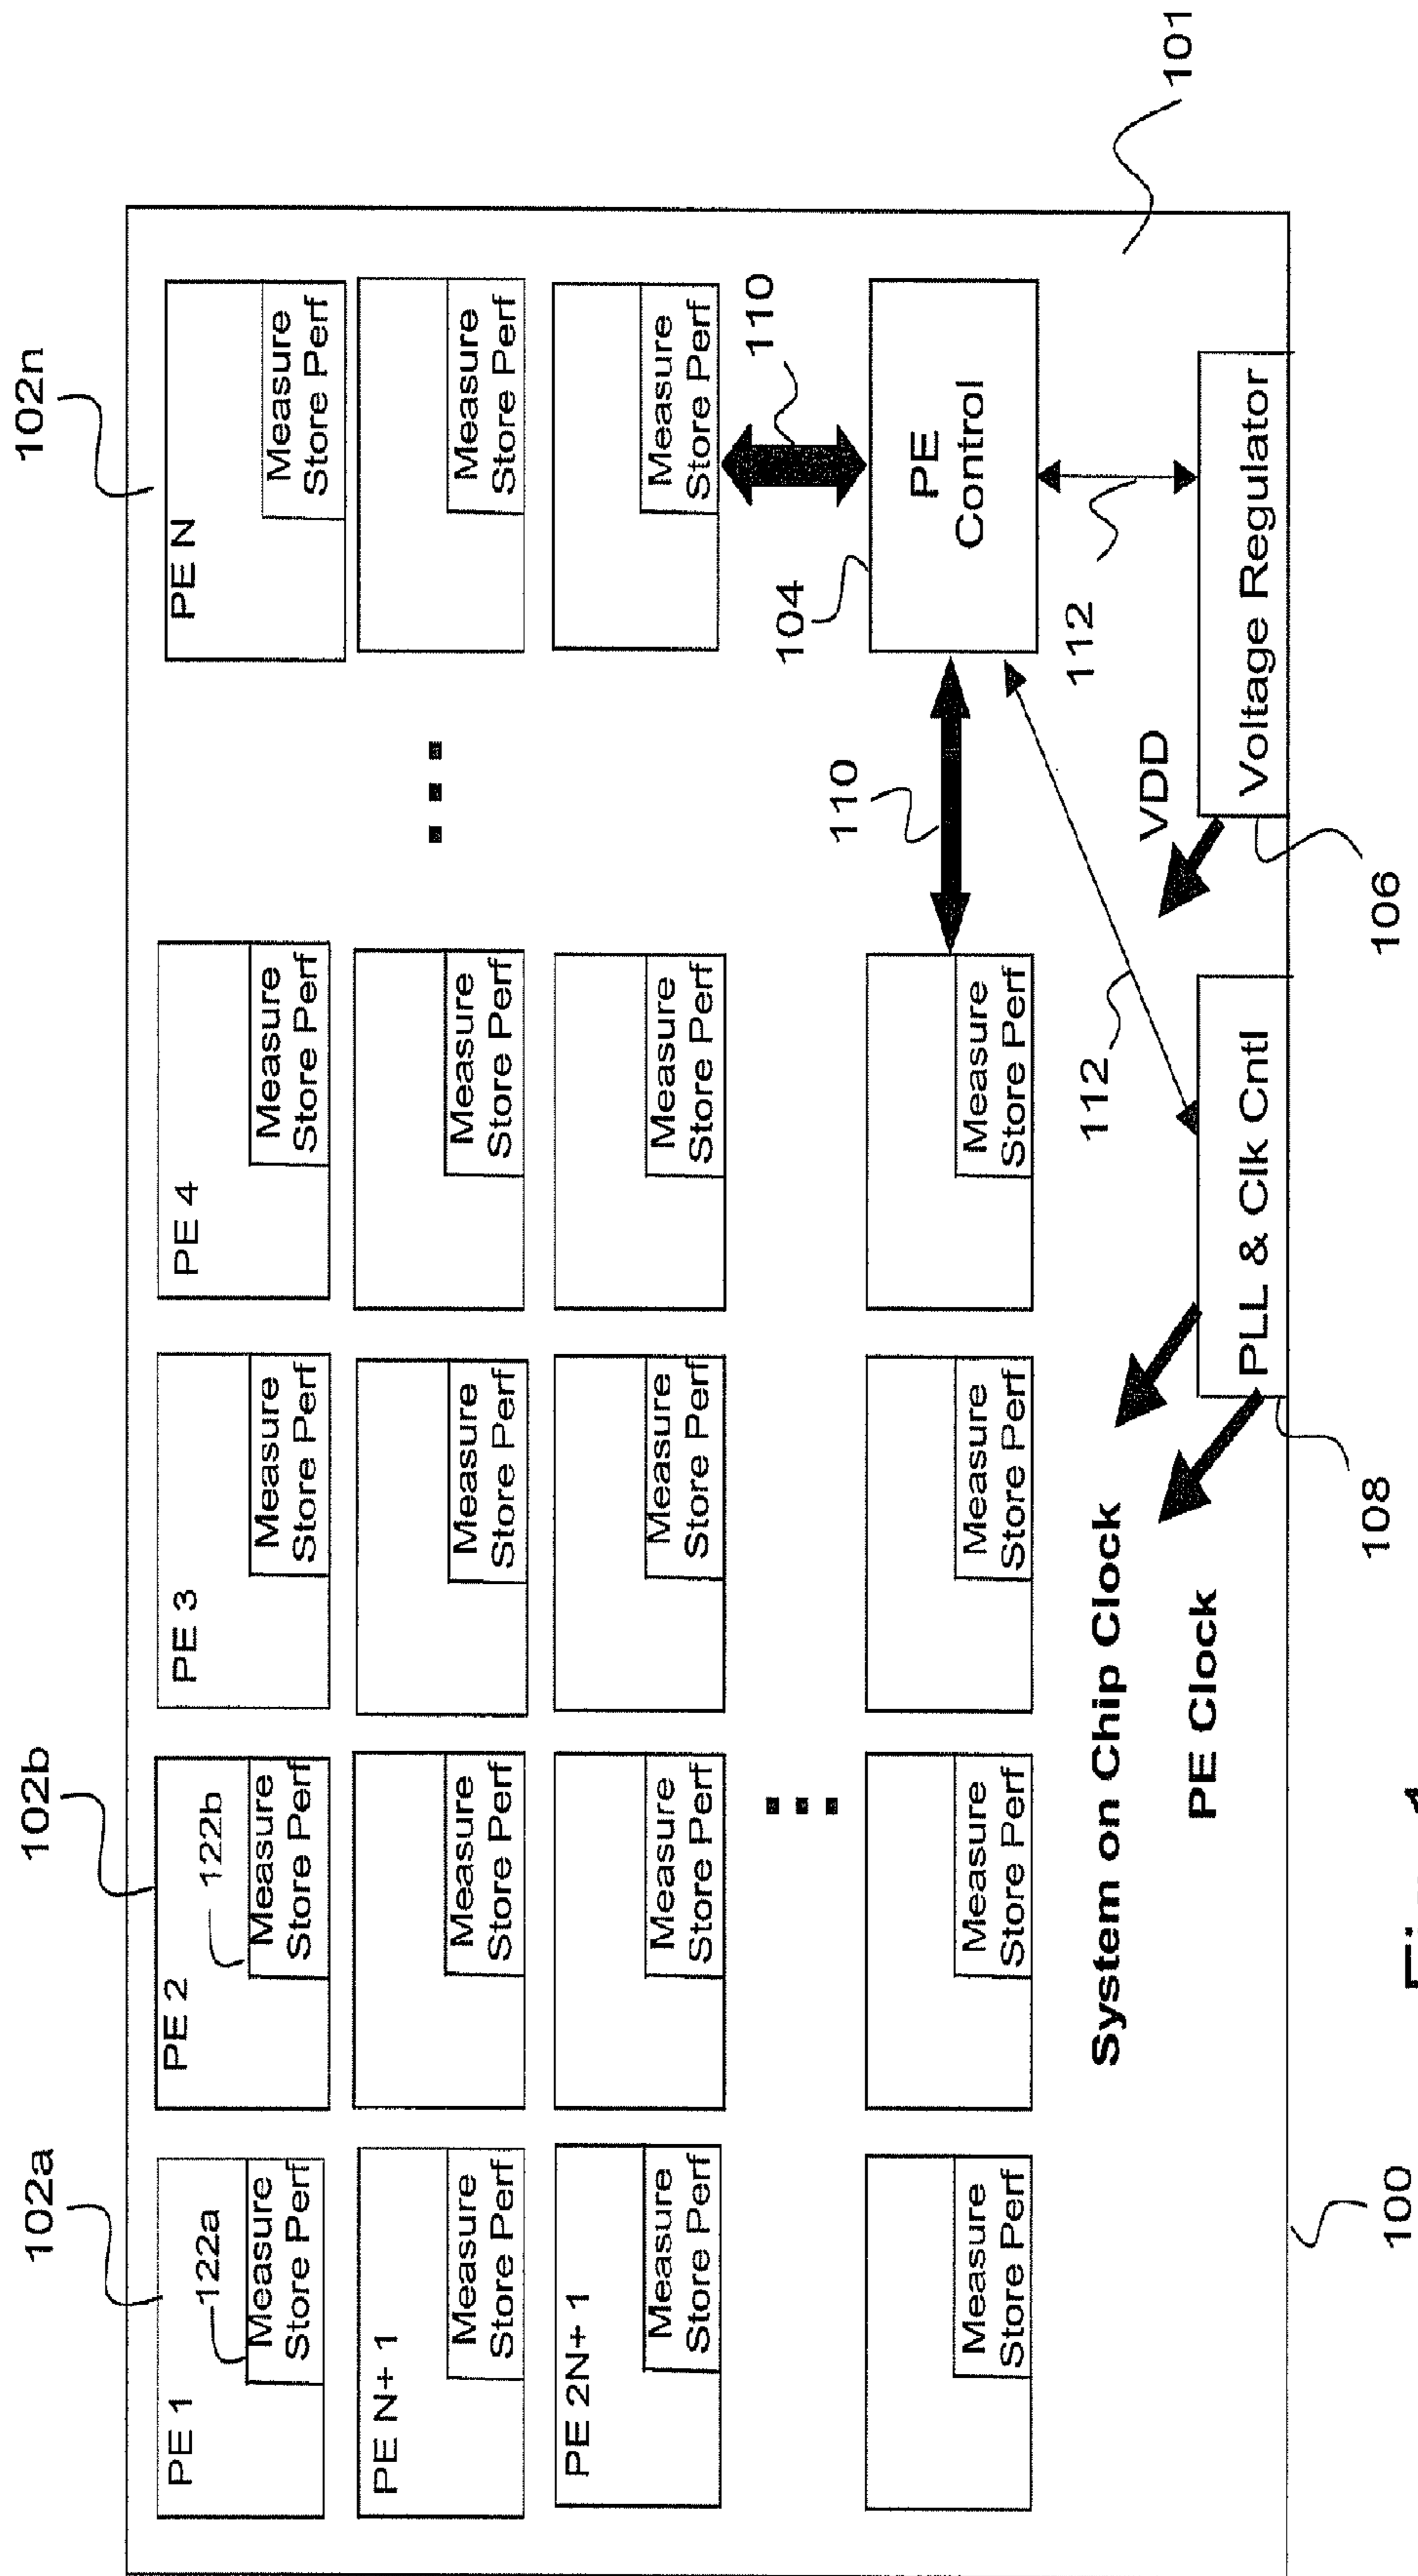 102a
102b
102n
PE 1
122a
Measure
Store Perf
PE 2
122b
Measure
Store Perf
PE 3
Measure
Store Perf
PE 4
Measure
Store Perf
PE N
Measure
Store Perf
PE N+ 1
Measure
Store Perf
Measure
Store Perf
Measure
Store Perf
Measure
Store Perf
Measure
Store Perf
PE 2N+ 1
Measure
Store Perf
Measure
Store Perf
Measure
Store Perf
Measure
Store Perf
Measure
Store Perf
110
104
110
Measure
Store Perf
Measure
Store Perf
Measure
Store Perf
Measure
Store Perf
PE
Control
System on Chip Clock
PE Clock
112
112
VDD
101
PLL & Clk Cntl
Voltage Regulator
100
108
106